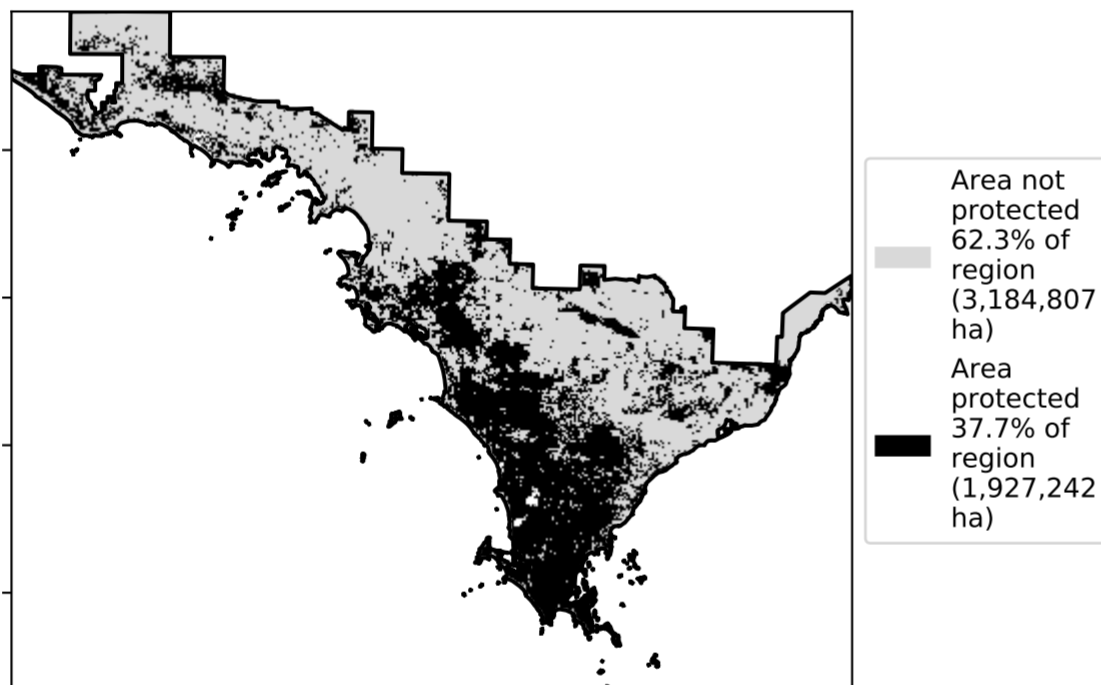 Area not
protected
62.3% of
region
(3,184,807
ha)
Area
protected
37.7% of
region
(1,927,242
ha)